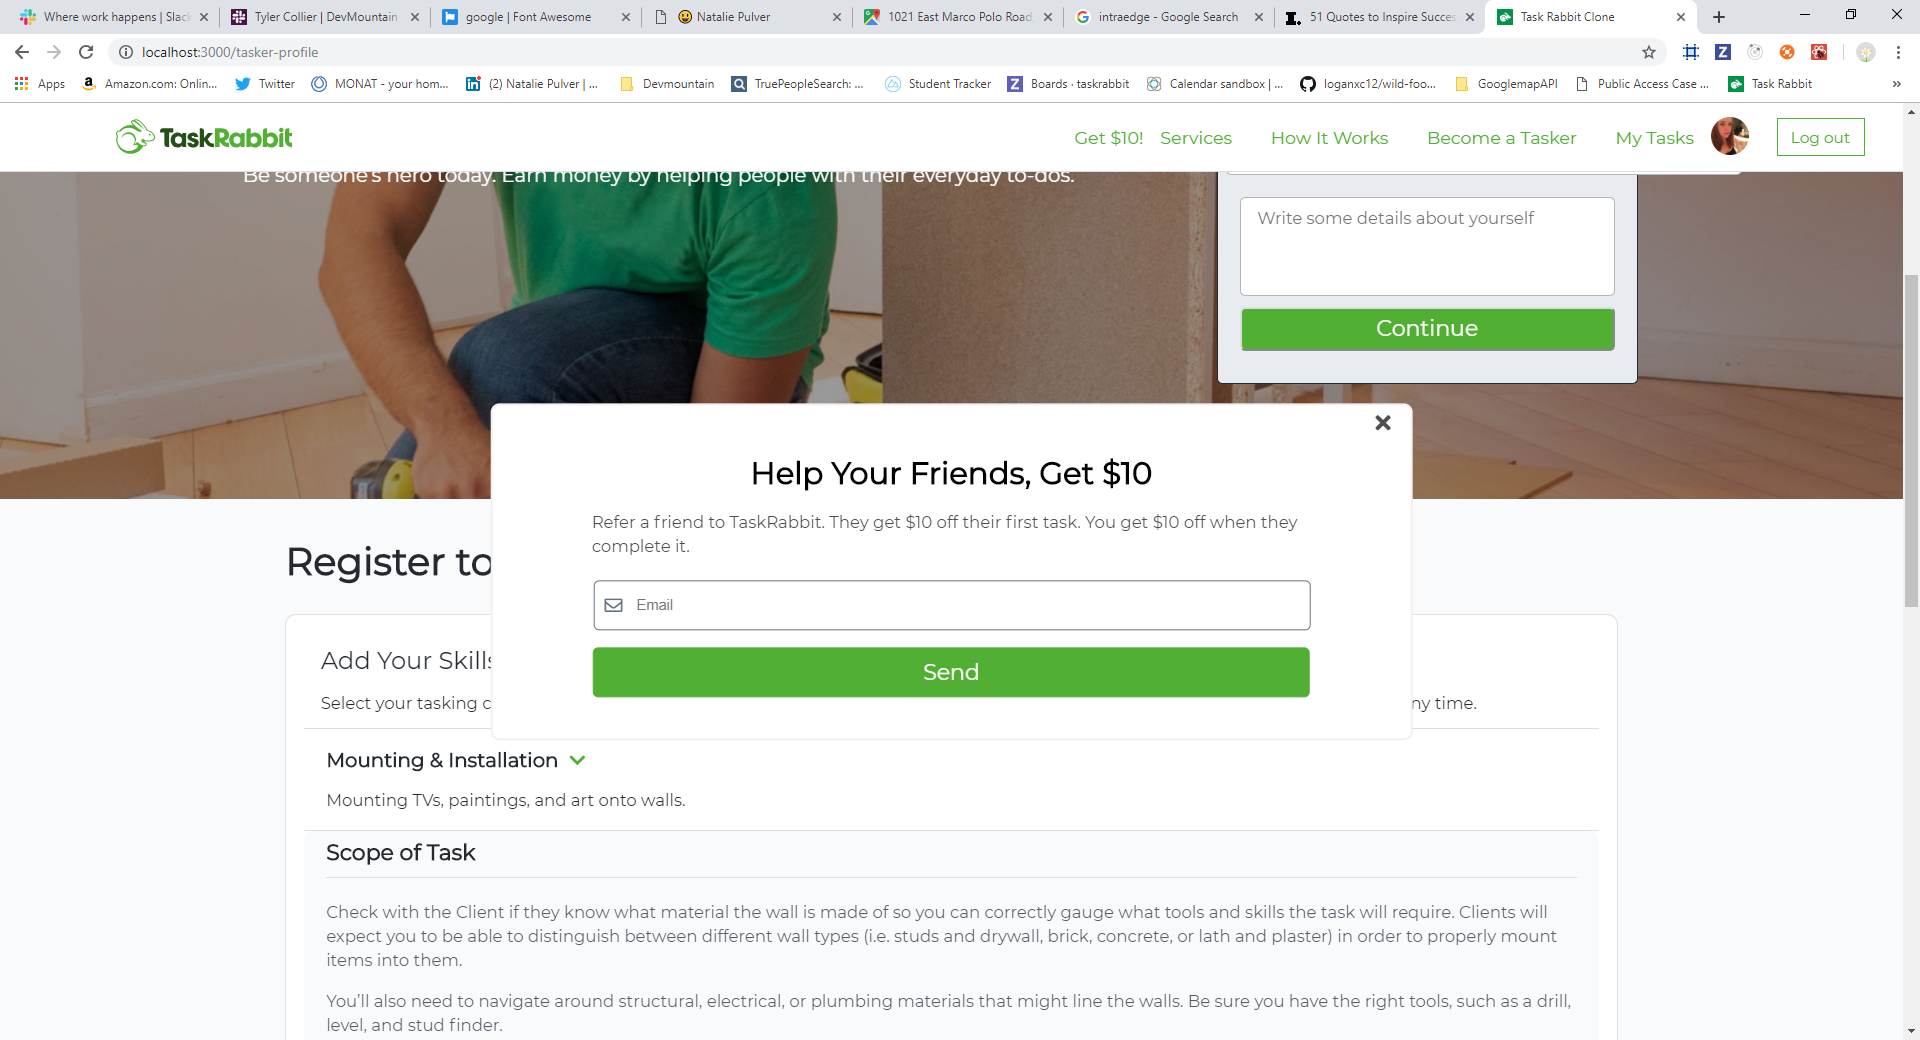 Where work happens | Slac
Tyler Collier | DevMountain
google | Font Awesome
Natalie Pulver
1021 East Marco Polo Road,
intraedge - Google Search
51 Quotes to Inspire Succes
Task Rabbit Clone
localhost:3000/tasker-profile
Apps
Amazon.com: Onlin...
Twitter
MONAT - your hom...
(2) Natalie Pulver | ...
Devmountain
TruePeopleSearch: ...
Student Tracker
Boards · taskrabbit
Calendar sandbox | ...
loganxc12/wild-foo...
GooglemapAPI
Public Access Case ...
Task Rabbit
»
TaskRabbit
Get $10!
Services
How It Works
Become a Tasker
My Tasks
Log out
Be someone's hero today. Earn money by helping people with their everyday to-dos.
Write some details about yourself
Continue
Help Your Friends, Get $10
Refer a friend to TaskRabbit. They get $10 off their first task. You get $10 off when they
complete it.
Email
Send
Register to
Add Your Skills
Select your tasking c
ny time.
Mounting & Installation
Mounting TVs, paintings, and art onto walls.
Scope of Task
Check with the Client if they know what material the wall is made of so you can correctly gauge what tools and skills the task will require. Clients will
expect you to be able to distinguish between different wall types (i.e. studs and drywall, brick, concrete, or lath and plaster) in order to properly mount
items into them.
You'll also need to navigate around structural, electrical, or plumbing materials that might line the walls. Be sure you have the right tools, such as a drill,
level, and stud finder.